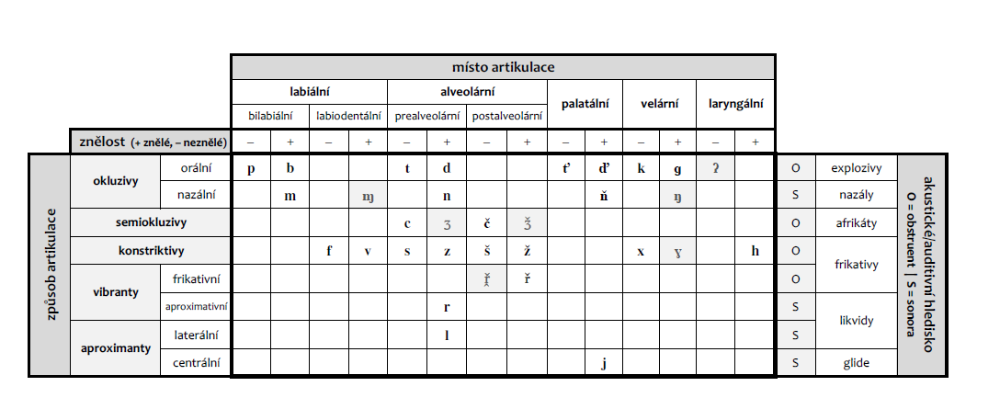 místo artikulace
labiální alveolární palatální velární laryngální
bilabiální labiodentální prealveolární postalveolární
znělost (+ znělé, – neznělé) – + – + – + – + – + – + – +
způsob artikulace
okluzivy orální p b t d ť ď k g ʔ O explozivy
nazální m ɱ n ň ŋ S nazály
semiokluzivy c ʒ č ǯ O afrikáty
konstriktivy f v s z š ž x ɣ h O frikativy
vibranty frikativní ř̭ ř O
aproximativní r S likvidy
aproximanty laterální l S
centrální j S glide
akustické/auditivní hledisko
O = obstruent | S = sonora